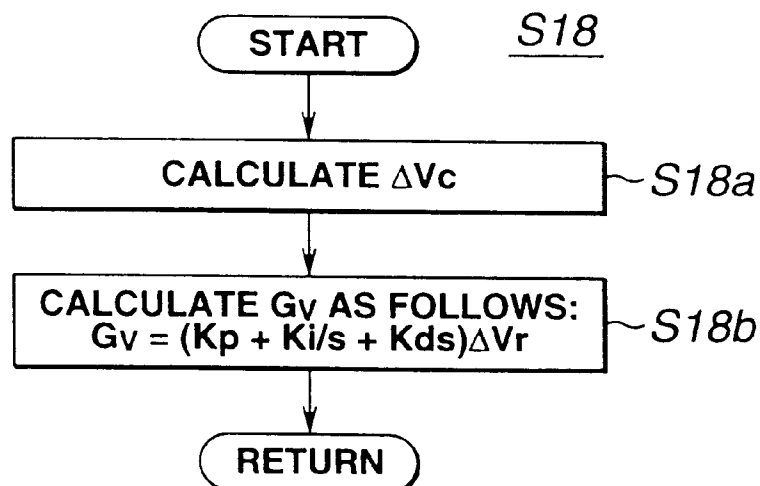 START
S18
CALCULATE ΔVc
S18a
CALCULATE Gv AS FOLLOWS:
Gv = (Kp + Ki/s + Kds)ΔVr
S18b
RETURN